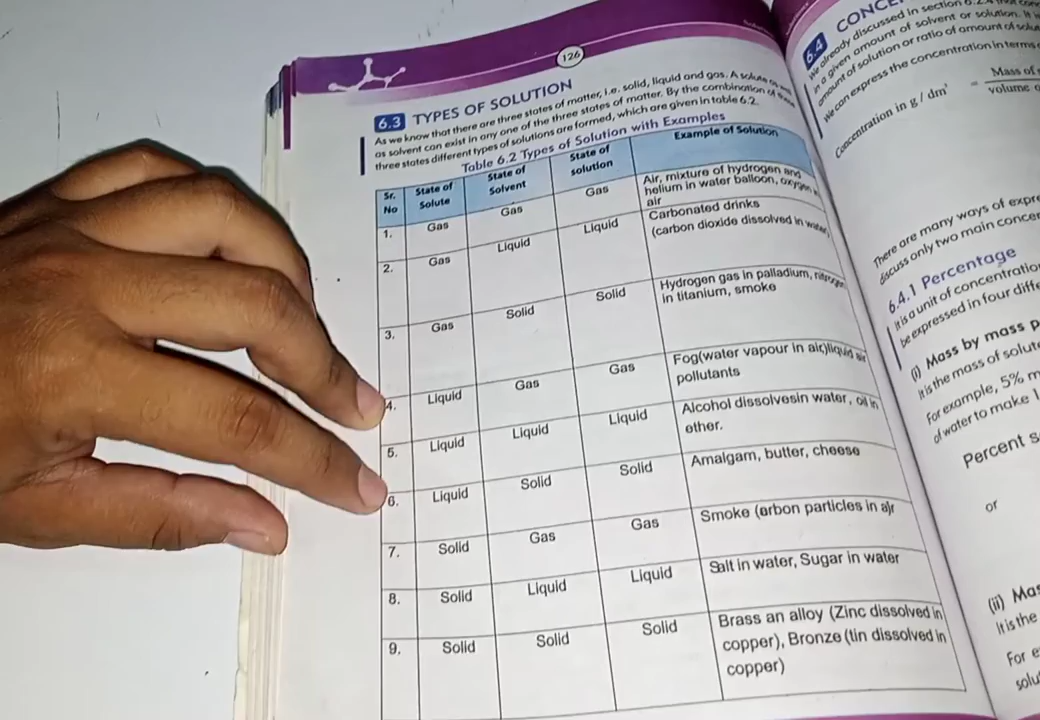 126
6.3 TYPES OF SOLUTION
As we know that there are three states of matter, i.e. solid, liquid and gas. A solute
as solvent can exist in any one of the three states of matter. By the combination of
three states different types of solutions are formed, which are given in table 6.2.
Table 6.2 Types of Solution with Examples
Sr. No State of Solute State of Solvent State of solution Example of Solution
1. Gas Gas Gas Air, mixture of hydrogen and
helium in water balloon, oxygen
air
2. Gas Liquid Liquid Carbonated drinks
(carbon dioxide dissolved in water)
3. Gas Solid Solid Hydrogen gas in palladium, nitrogen
in titanium, smoke
4. Liquid Gas Gas Fog(water vapour in air)liquid air
pollutants
5. Liquid Liquid Liquid Alcohol dissolvesin water, oil in
ether.
6. Liquid Solid Solid Amalgam, butter, cheese
7. Solid Gas Gas Smoke (arbon particles in air
8. Solid Liquid Liquid Salt in water, Sugar in water
9. Solid Solid Solid Brass an alloy (Zinc dissolved in
copper), Bronze (tin dissolved in
copper)
6.4 CONCE
We already discussed in section
in a given amount of solvent or solution. It
amount of solution or ratio of amount of
We can express the concentration in terms
Concentration in g / dm³ = Mass of
volume
There are many ways of expre
discuss only two main concen
6.4.1 Percentage
It is a unit of concentratio
be expressed in four diffe
(i) Mass by mass p
It is the mass of solut
For example, 5% m
of water to make 1
Percent s
or
(ii) Mas
It is the
For e
solu